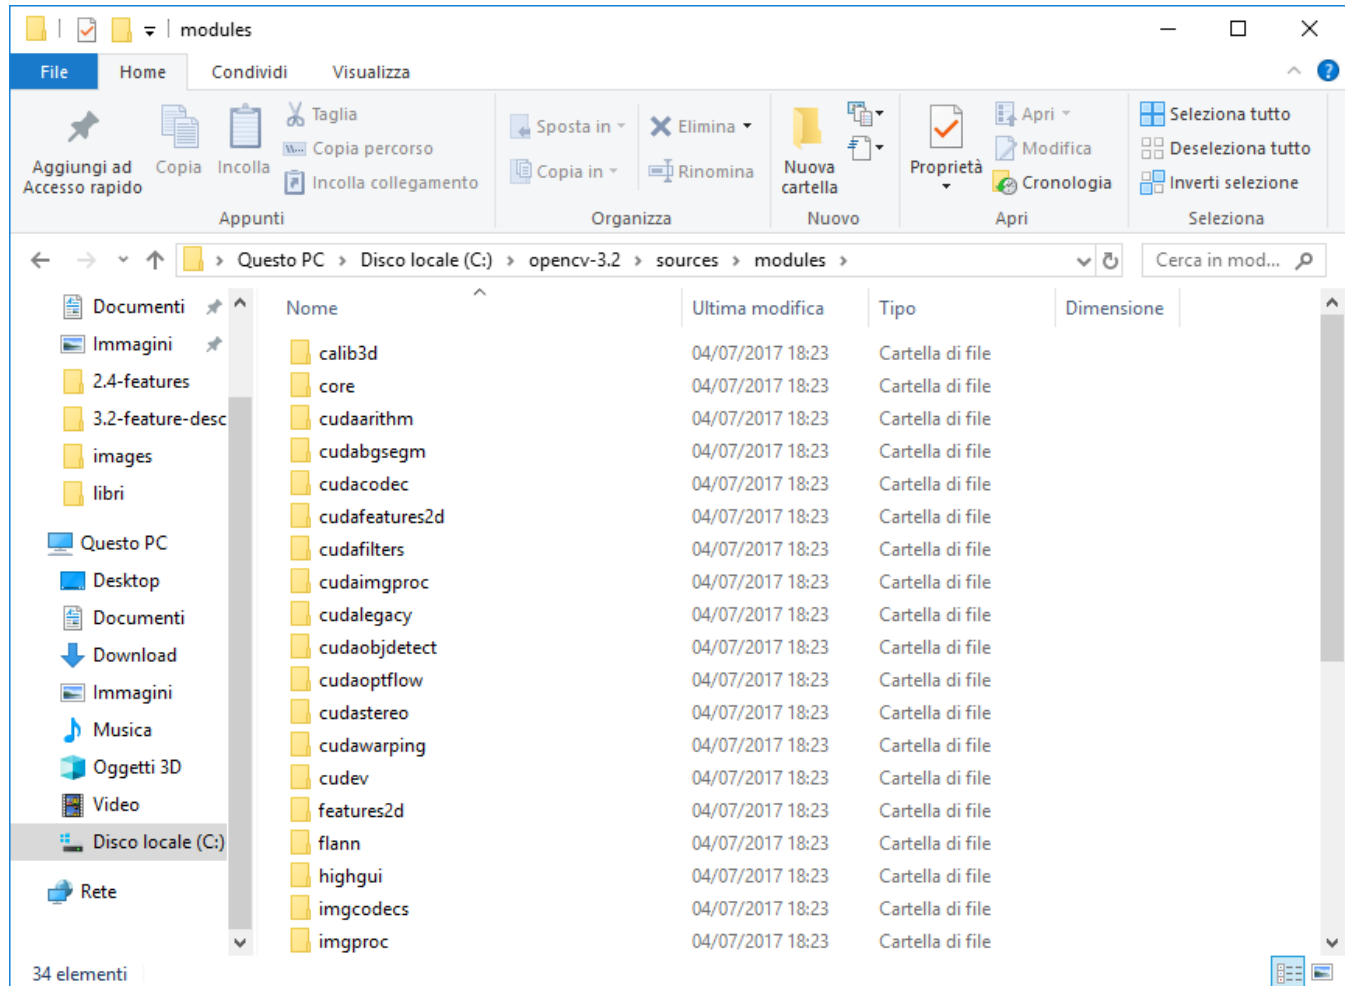 modules
File Home Condividi Visualizza
Aggiungi ad Accesso rapido
Copia
Incolla
Taglia
Copia percorso
Incolla collegamento
Appunti
Sposta in
Copia in
Elimina
Rinomina
Organizza
Nuova cartella
Nuovo
Proprietà
Apri
Modifica
Cronologia
Apri
Seleziona tutto
Deseleziona tutto
Inverti selezione
Seleziona
Questo PC > Disco locale (C:) > opencv-3.2 > sources > modules >
Cerca in mod...
Documenti
Immagini
2.4-features
3.2-feature-desc
images
libri
Questo PC
Desktop
Documenti
Download
Immagini
Musica
Oggetti 3D
Video
Disco locale (C:)
Rete
Nome Ultima modifica Tipo Dimensione
calib3d 04/07/2017 18:23 Cartella di file
core 04/07/2017 18:23 Cartella di file
cudaarithm 04/07/2017 18:23 Cartella di file
cudabgsegm 04/07/2017 18:23 Cartella di file
cudacodec 04/07/2017 18:23 Cartella di file
cudafeatures2d 04/07/2017 18:23 Cartella di file
cudafilters 04/07/2017 18:23 Cartella di file
cudaimgproc 04/07/2017 18:23 Cartella di file
cudalegacy 04/07/2017 18:23 Cartella di file
cudaobjdetect 04/07/2017 18:23 Cartella di file
cudaoptflow 04/07/2017 18:23 Cartella di file
cudastereo 04/07/2017 18:23 Cartella di file
cudawarping 04/07/2017 18:23 Cartella di file
cudev 04/07/2017 18:23 Cartella di file
features2d 04/07/2017 18:23 Cartella di file
flann 04/07/2017 18:23 Cartella di file
highgui 04/07/2017 18:23 Cartella di file
imgcodecs 04/07/2017 18:23 Cartella di file
imgproc 04/07/2017 18:23 Cartella di file
34 elementi